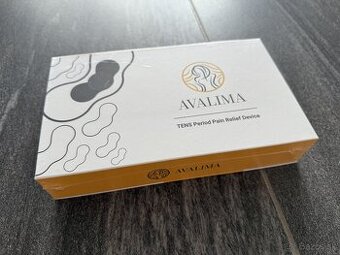 AVALIMA
TENS Period Pain Relief Device
AVALIMA